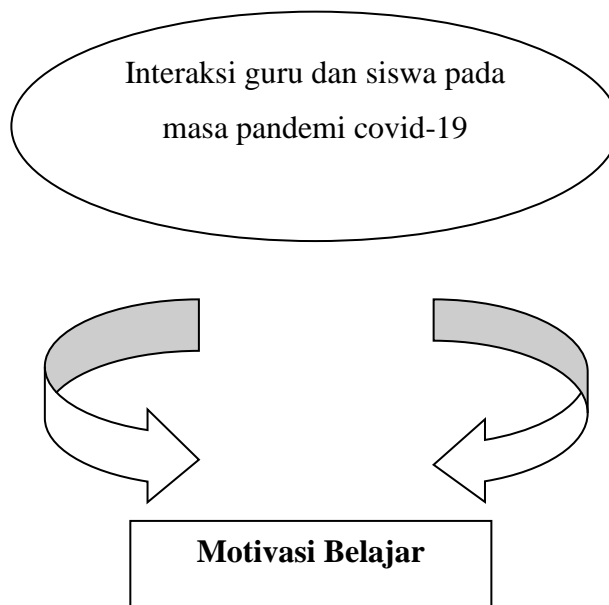 Interaksi guru dan siswa pada
masa pandemi covid-19
Motivasi Belajar